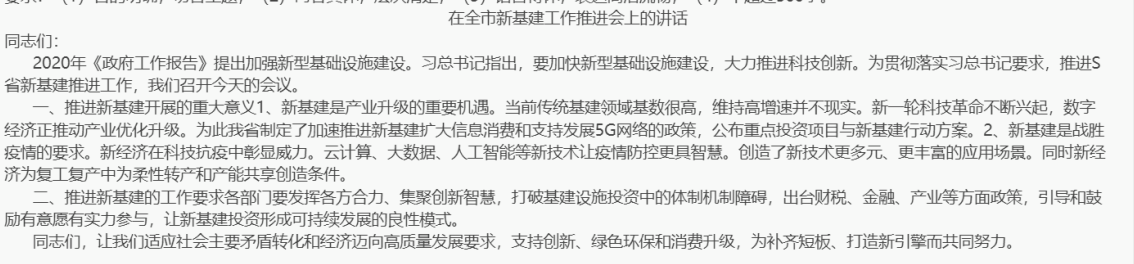 在全市新基建工作推进会上的讲话
同志们：
2020年《政府工作报告》提出加强新型基础设施建设。习总书记指出，要加快新型基础设施建设，大力推进科技创新。为贯彻落实习总书记要求，推进S
省新基建推进工作，我们召开今天的会议。
一、推进新基建开展的重大意义1、新基建是产业升级的重要机遇。当前传统基建领域基数很高，维持高增速并不现实。新一轮科技革命不断兴起，数字
经济正推动产业优化升级。为此我省制定了加速推进新基建扩大信息消费和支持发展5G网络的政策，公布重点投资项目与新基建行动方案。2、新基建是战胜
疫情的要求。新经济在科技抗疫中彰显威力。云计算、大数据、人工智能等新技术让疫情防控更具智慧。创造了新技术更多元、更丰富的应用场景。同时新经
济为复工复产中为柔性转产和产能共享创造条件。
二、推进新基建的工作要求各部门要发挥各方合力、集聚创新智慧，打破基建设施投资中的体制机制障碍，出台财税、金融、产业等方面政策，引导和鼓
励有意愿有实力参与，让新基建投资形成可持续发展的良性模式。
同志们，让我们适应社会主要矛盾转化和经济迈向高质量发展要求，支持创新、绿色环保和消费升级，为补齐短板、打造新引擎而共同努力。